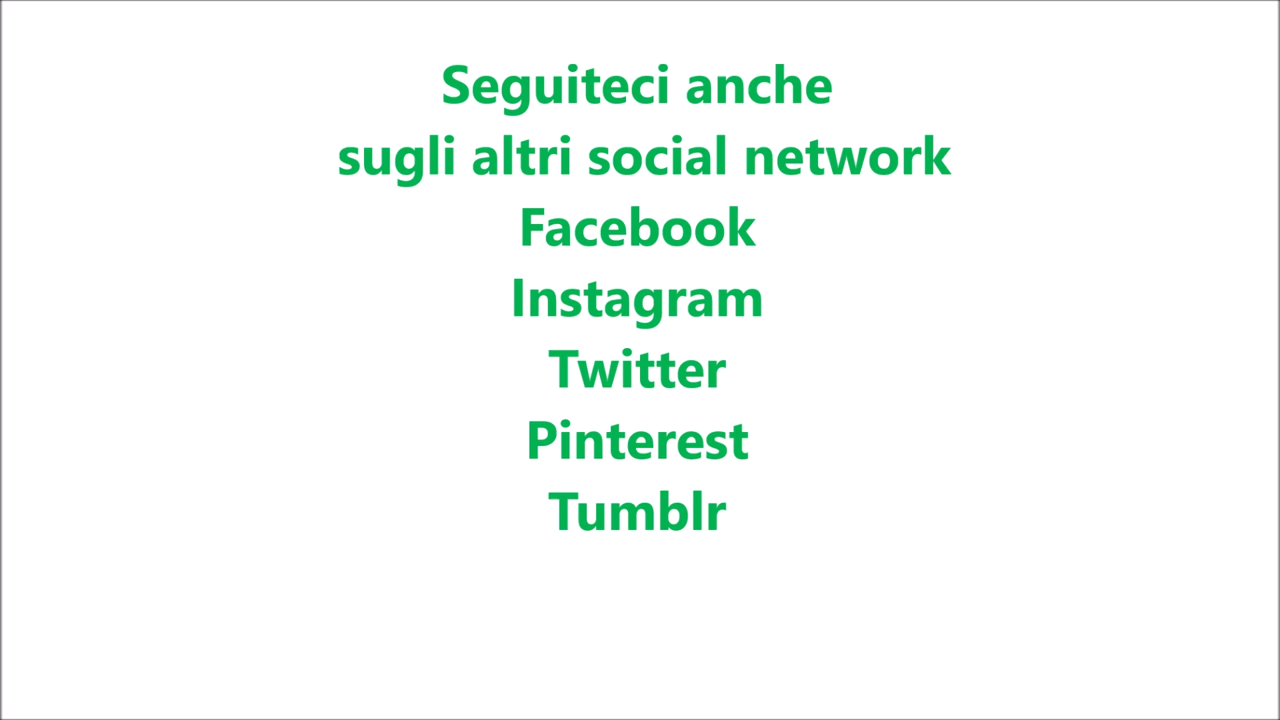 Seguiteci anche
sugli altri social network
Facebook
Instagram
Twitter
Pinterest
Tumblr